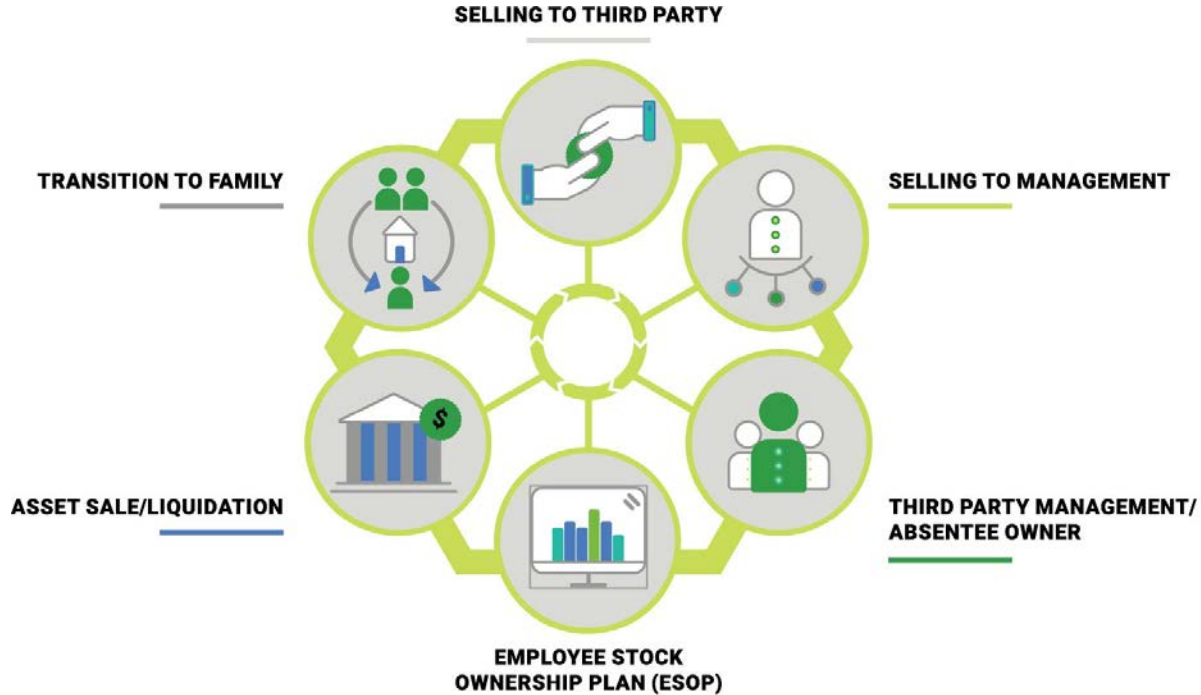 SELLING TO THIRD PARTY
TRANSITION TO FAMILY
SELLING TO MANAGEMENT
$
ASSET SALE/LIQUIDATION
THIRD PARTY MANAGEMENT/
ABSENTEE OWNER
EMPLOYEE STOCK
OWNERSHIP PLAN (ESOP)